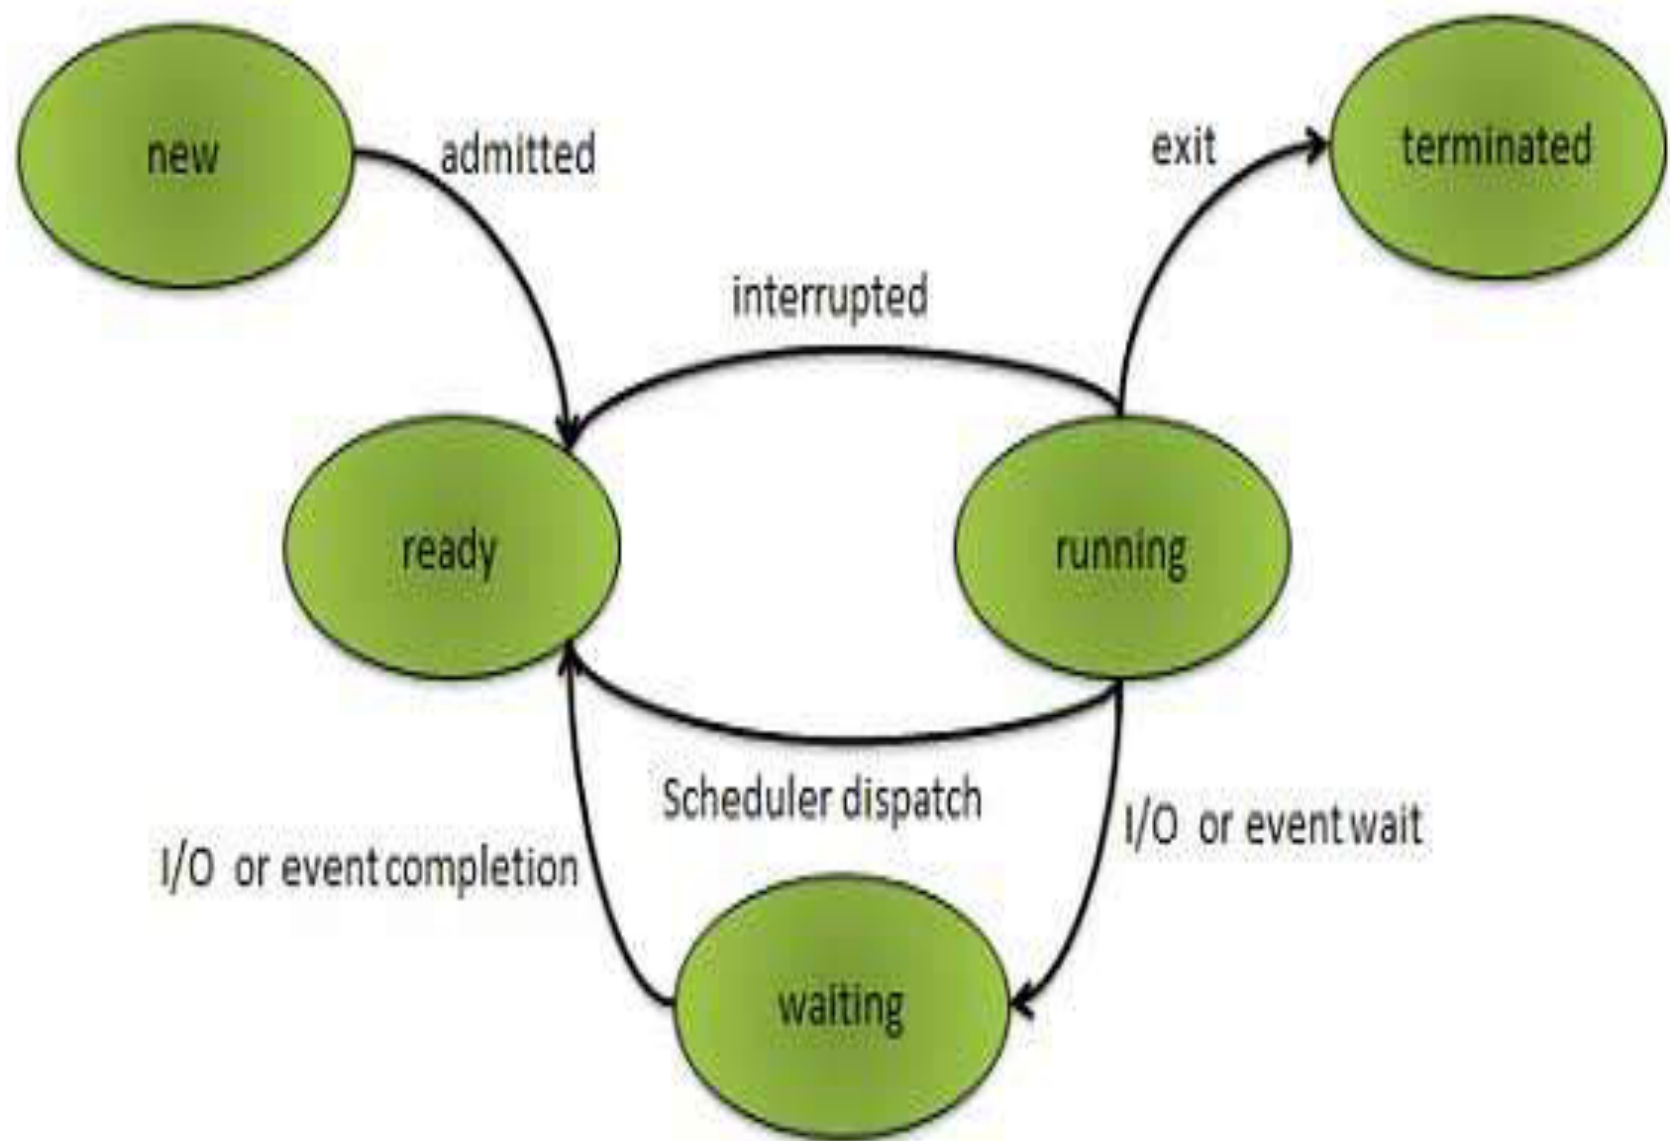 new
admitted
exit
terminated
interrupted
ready
running
Scheduler dispatch
I/O or event wait
I/O or event completion
waiting